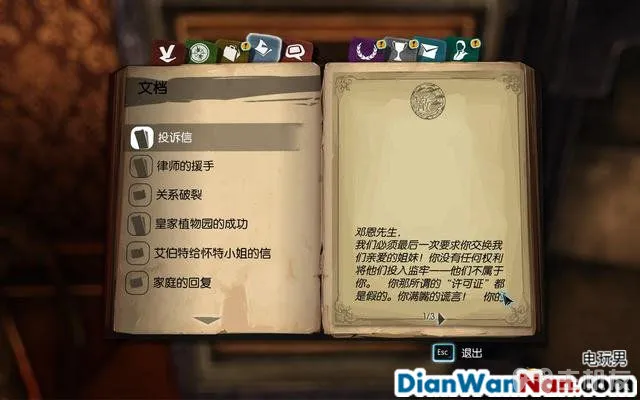 文档
投诉信
律师的援手
关系破裂
皇家植物园的成功
艾伯特给怀特小姐的信
家庭的回复
邓恩先生.
我们必须最后一次要求你交换我
们亲爱的姐妹！你没有任何权利
将他们投入监牢——他们不属于
你。 你那所谓的“许可证”都
是假的。你满嘴的谎言！ 你的
1/3
Esc 退出
电玩男
DianWanNan.com